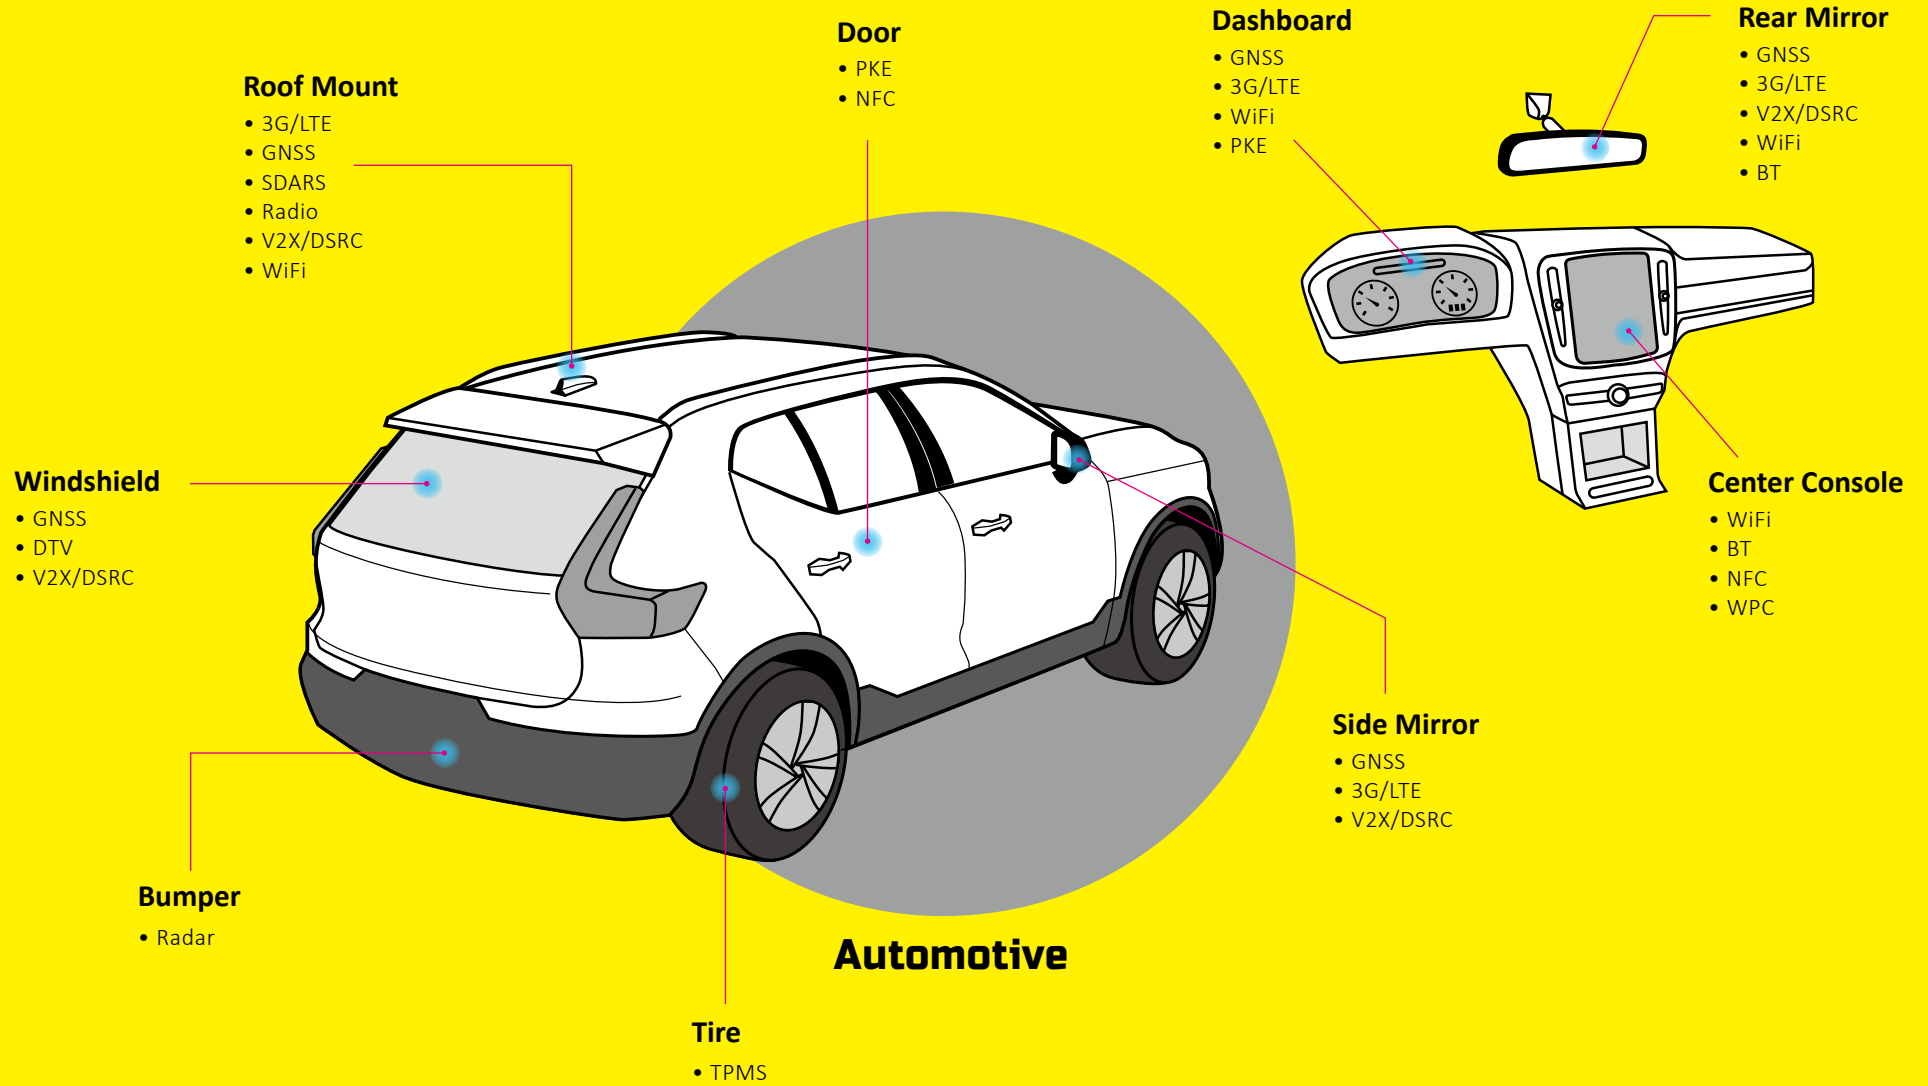 Door
• PKE
• NFC
Dashboard
• GNSS
• 3G/LTE
• WiFi
• PKE
Rear Mirror
• GNSS
• 3G/LTE
• V2X/DSRC
• WiFi
• BT
Roof Mount
• 3G/LTE
• GNSS
• SDARS
• Radio
• V2X/DSRC
• WiFi
Windshield
• GNSS
• DTV
• V2X/DSRC
Center Console
• WiFi
• BT
• NFC
• WPC
Side Mirror
• GNSS
• 3G/LTE
• V2X/DSRC
Bumper
• Radar
Automotive
Tire
• TPMS